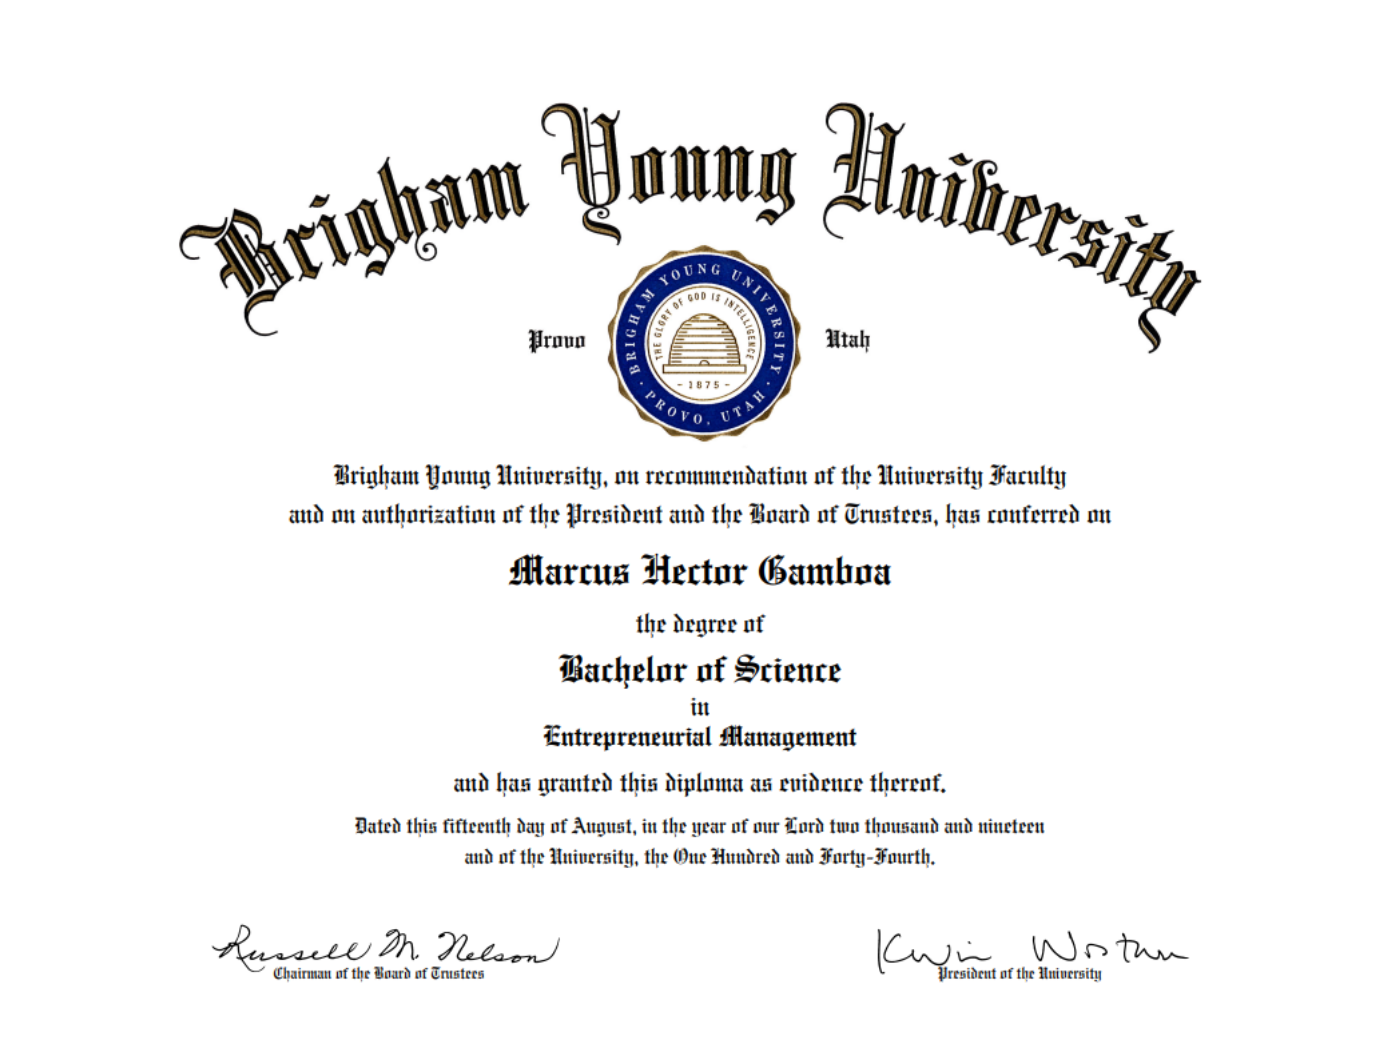 Brigham Young University
Provo
Utah
BRIGHAM YOUNG UNIVERSITY · PROVO, UTAH ·
THE GLORY OF GOD IS INTELLIGENCE
- 1875 -
Brigham Young University, on recommendation of the University Faculty
and on authorization of the President and the Board of Trustees, has conferred on
Marcus Hector Gamboa
the degree of
Bachelor of Science
in
Entrepreneurial Management
and has granted this diploma as evidence thereof.
Dated this fifteenth day of August, in the year of our Lord two thousand and nineteen
and of the University, the One Hundred and Forty-Fourth.
Russell M. Nelson
Chairman of the Board of Trustees
Kevin Worthen
President of the University